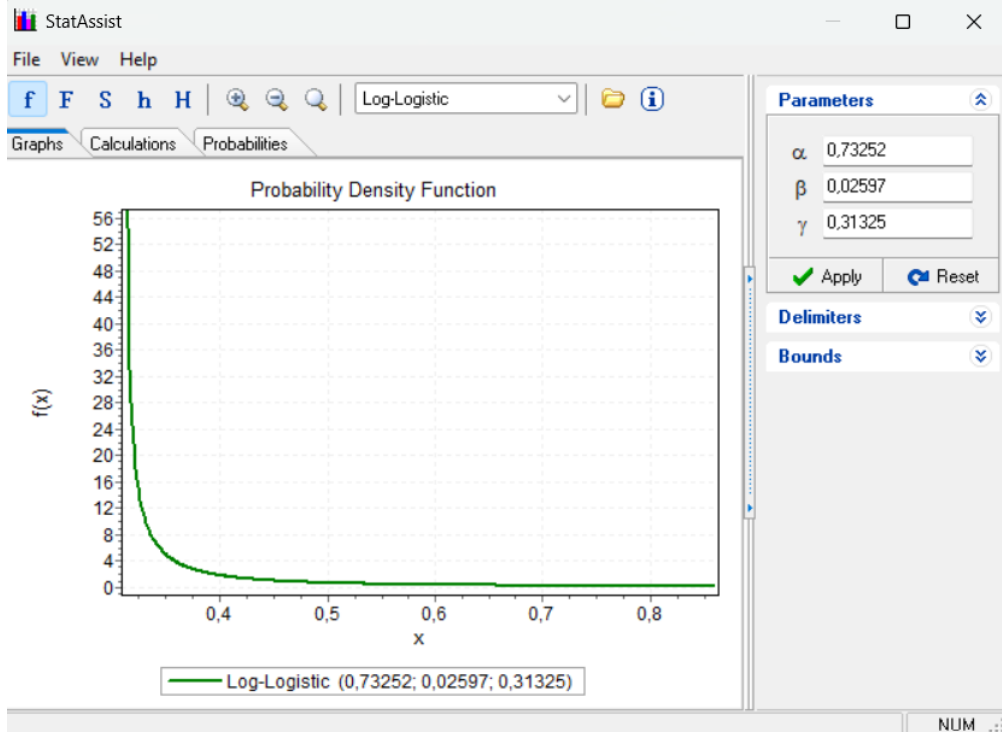 StatAssist
File View Help
f F S h H Log-Logistic
Graphs Calculations Probabilities
Probability Density Function
56
52
48
44
40
36
32
28
24
20
16
12
8
4
0
f(x)
0,4 0,5 0,6 0,7 0,8
x
Log-Logistic (0,73252; 0,02597; 0,31325)
Parameters
α 0,73252
β 0,02597
γ 0,31325
Apply Reset
Delimiters
Bounds
NUM